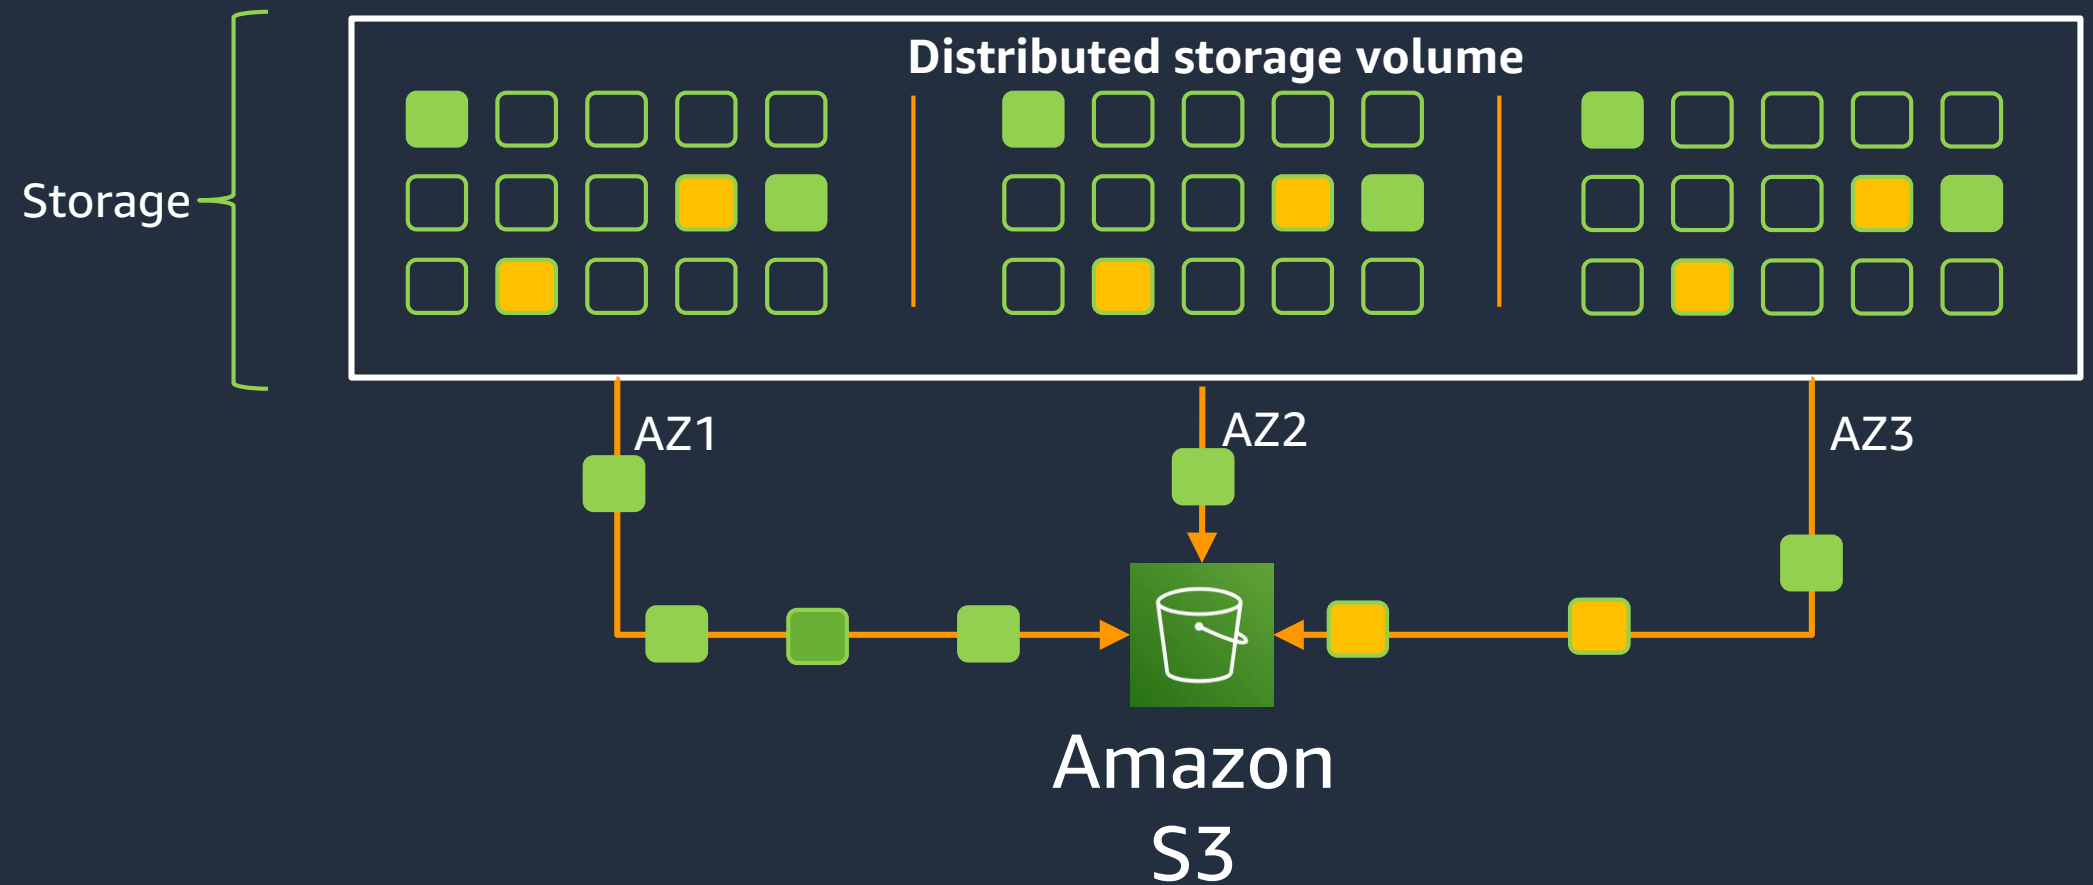 Distributed storage volume
Storage
AZ1
AZ2
AZ3
Amazon
S3